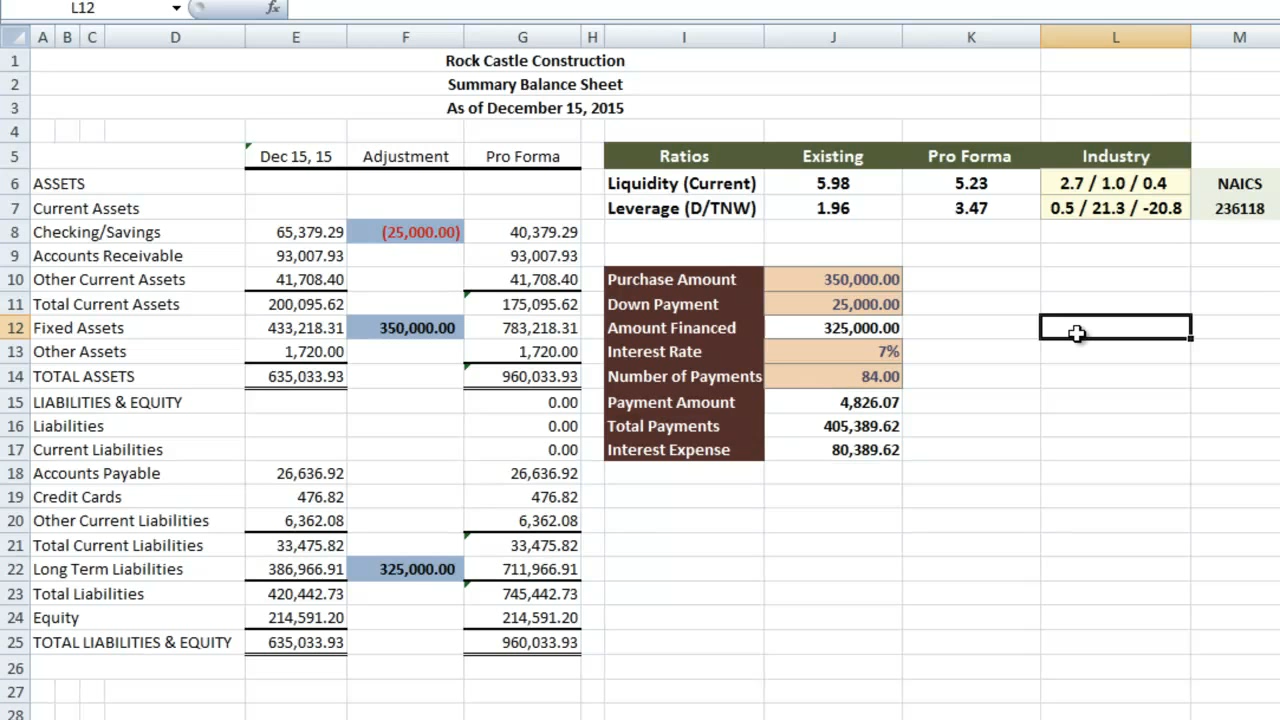 L12 fx
A B C D E F G H I J K L M
1 Rock Castle Construction
2 Summary Balance Sheet
3 As of December 15, 2015
4
5 Dec 15, 15 Adjustment Pro Forma Ratios Existing Pro Forma Industry
6 ASSETS Liquidity (Current) 5.98 5.23 2.7 / 1.0 / 0.4 NAICS
7 Current Assets Leverage (D/TNW) 1.96 3.47 0.5 / 21.3 / -20.8 236118
8 Checking/Savings 65,379.29 (25,000.00) 40,379.29
9 Accounts Receivable 93,007.93 93,007.93
10 Other Current Assets 41,708.40 41,708.40 Purchase Amount 350,000.00
11 Total Current Assets 200,095.62 175,095.62 Down Payment 25,000.00
12 Fixed Assets 433,218.31 350,000.00 783,218.31 Amount Financed 325,000.00
13 Other Assets 1,720.00 1,720.00 Interest Rate 7%
14 TOTAL ASSETS 635,033.93 960,033.93 Number of Payments 84.00
15 LIABILITIES & EQUITY 0.00 Payment Amount 4,826.07
16 Liabilities 0.00 Total Payments 405,389.62
17 Current Liabilities 0.00 Interest Expense 80,389.62
18 Accounts Payable 26,636.92 26,636.92
19 Credit Cards 476.82 476.82
20 Other Current Liabilities 6,362.08 6,362.08
21 Total Current Liabilities 33,475.82 33,475.82
22 Long Term Liabilities 386,966.91 325,000.00 711,966.91
23 Total Liabilities 420,442.73 745,442.73
24 Equity 214,591.20 214,591.20
25 TOTAL LIABILITIES & EQUITY 635,033.93 960,033.93
26
27
28